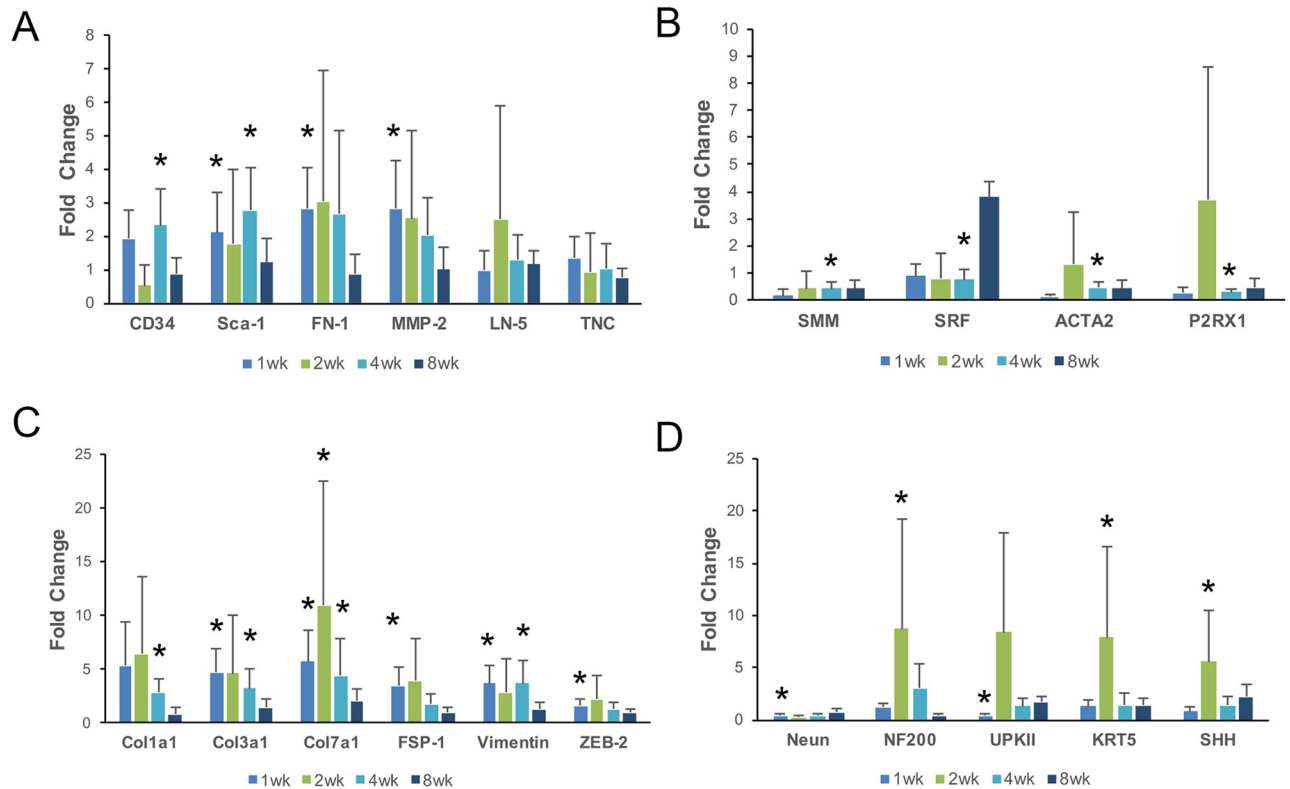 A
Fold Change
8
7
6
5
4
3
2
1
0
* * * * *
CD34 Sca-1 FN-1 MMP-2 LN-5 TNC
1wk 2wk 4wk 8wk
B
Fold Change
10
9
8
7
6
5
4
3
2
1
0
* * * *
SMM SRF ACTA2 P2RX1
1wk 2wk 4wk 8wk
C
Fold Change
25
20
15
10
5
0
* * * * * * * * * *
Col1a1 Col3a1 Col7a1 FSP-1 Vimentin ZEB-2
1wk 2wk 4wk 8wk
D
Fold Change
25
20
15
10
5
0
* * * * *
Neun NF200 UPKII KRT5 SHH
1wk 2wk 4wk 8wk